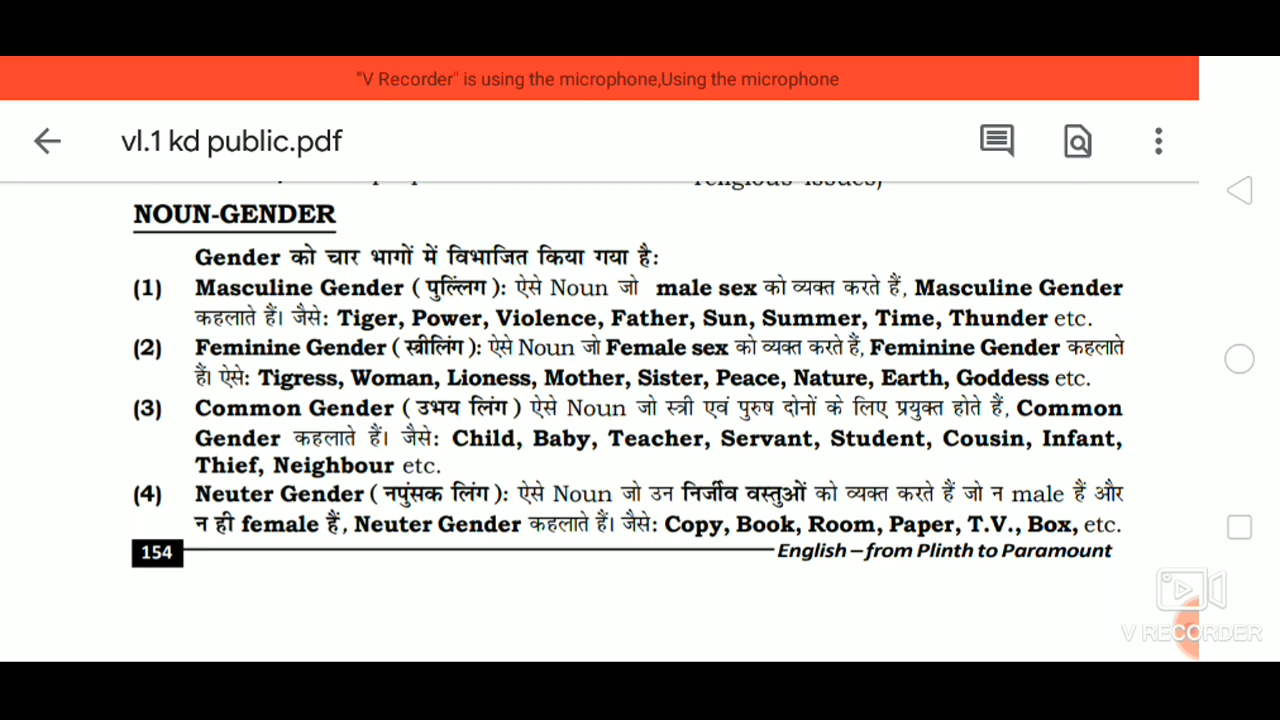 "V Recorder" is using the microphone,Using the microphone
vl.1 kd public.pdf
religious issues)
NOUN-GENDER
Gender को चार भागों में विभाजित किया गया है:
(1) Masculine Gender ( पुल्लिंग ): ऐसे Noun जो male sex को व्यक्त करते हैं, Masculine Gender
कहलाते हैं। जैसे: Tiger, Power, Violence, Father, Sun, Summer, Time, Thunder etc.
(2) Feminine Gender ( स्त्रीलिंग ): ऐसे Noun जो Female sex को व्यक्त करते हैं, Feminine Gender कहलाते
हैं। ऐसे: Tigress, Woman, Lioness, Mother, Sister, Peace, Nature, Earth, Goddess etc.
(3) Common Gender ( उभय लिंग ) ऐसे Noun जो स्त्री एवं पुरुष दोनों के लिए प्रयुक्त होते हैं, Common
Gender कहलाते हैं। जैसे: Child, Baby, Teacher, Servant, Student, Cousin, Infant,
Thief, Neighbour etc.
(4) Neuter Gender ( नपुंसक लिंग ): ऐसे Noun जो उन निर्जीव वस्तुओं को व्यक्त करते हैं जो न male हैं और
न ही female हैं, Neuter Gender कहलाते हैं। जैसे: Copy, Book, Room, Paper, T.V., Box, etc.
154 English – from Plinth to Paramount
V RECORDER